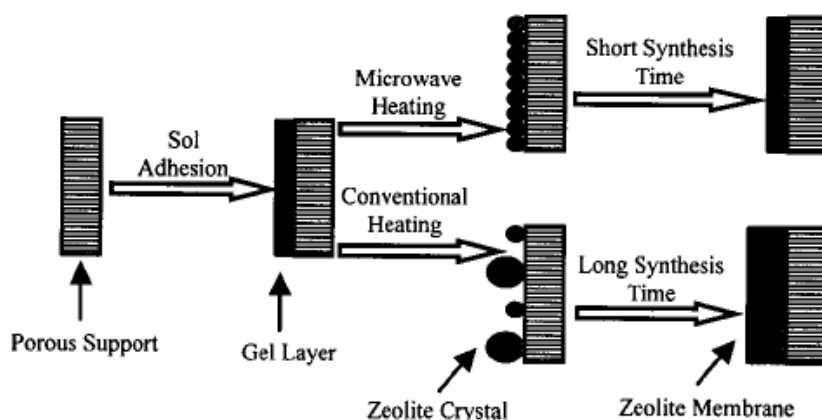 Microwave
Heating
Short Synthesis
Time
Sol
Adhesion
Conventional
Heating
Long Synthesis
Time
Porous Support
Gel Layer
Zeolite Crystal
Zeolite Membrane